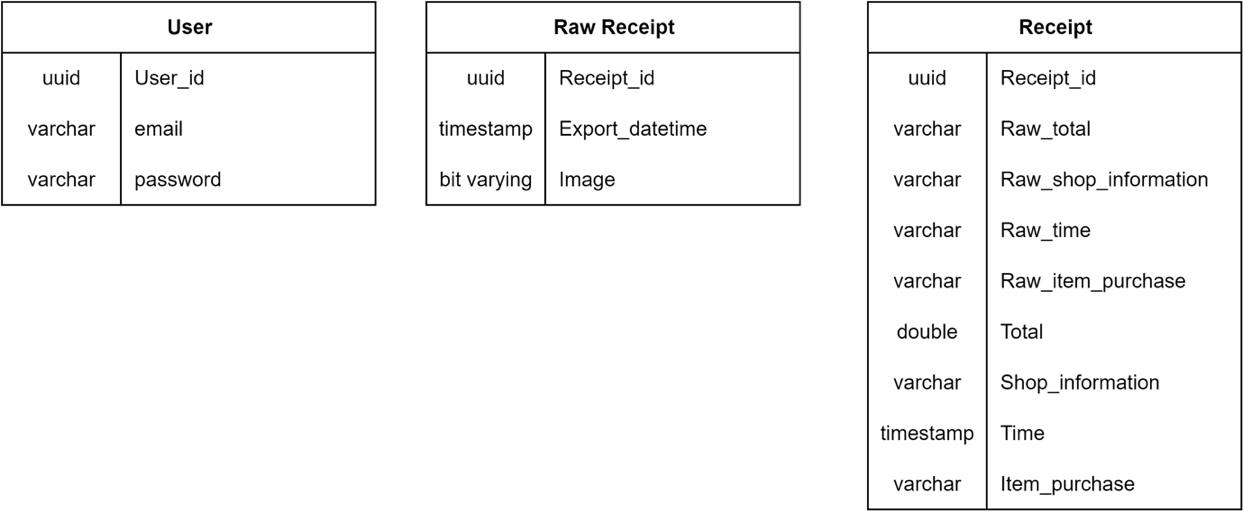 User
uuid User_id
varchar email
varchar password
Raw Receipt
uuid Receipt_id
timestamp Export_datetime
bit varying Image
Receipt
uuid Receipt_id
varchar Raw_total
varchar Raw_shop_information
varchar Raw_time
varchar Raw_item_purchase
double Total
varchar Shop_information
timestamp Time
varchar Item_purchase